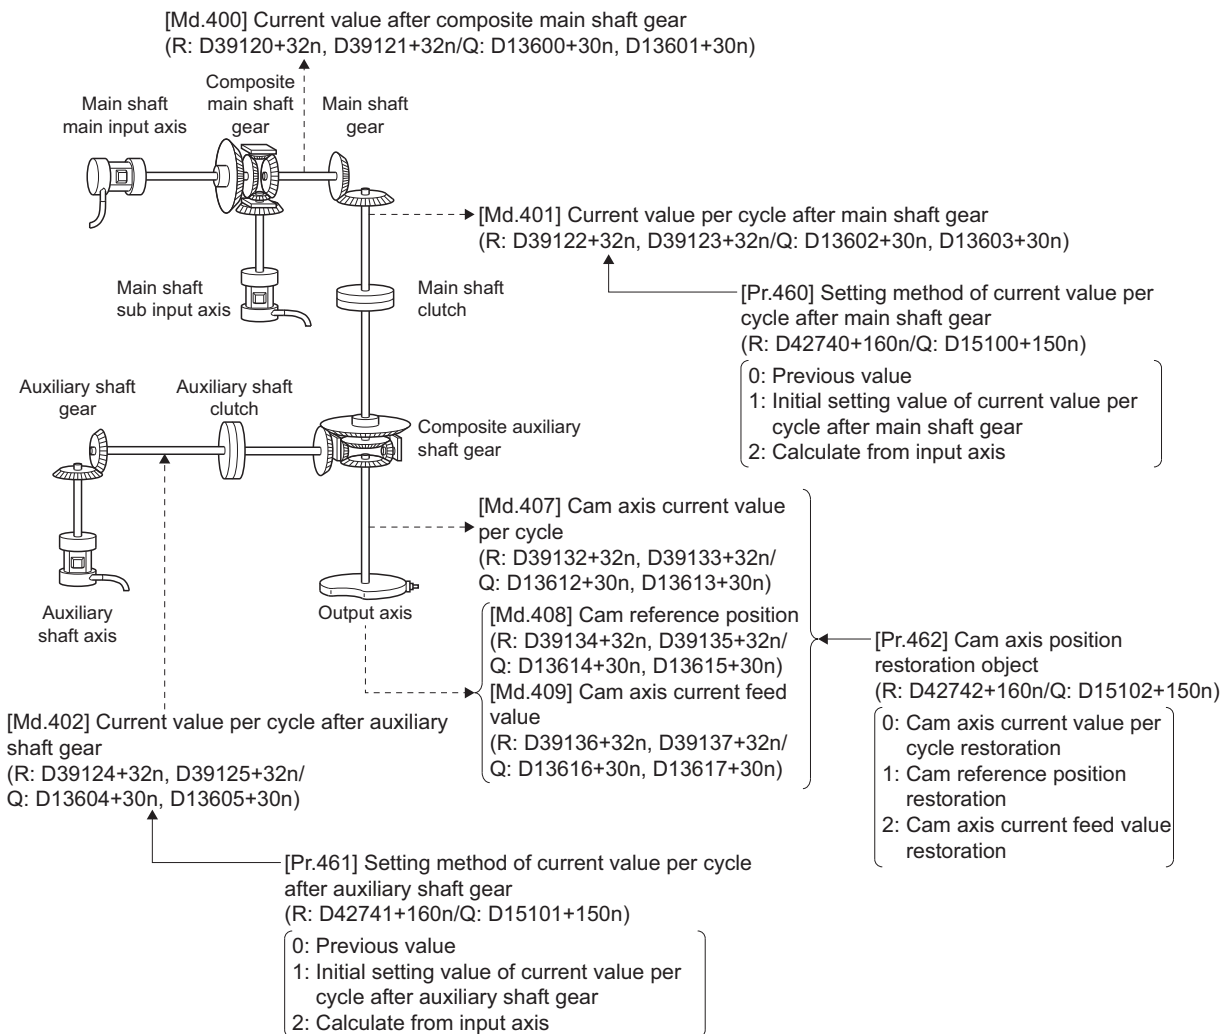 [Md.400] Current value after composite main shaft gear
(R: D39120+32n, D39121+32n/Q: D13600+30n, D13601+30n)
Main shaft
main input axis
Composite
main shaft
gear
Main shaft
gear
[Md.401] Current value per cycle after main shaft gear
(R: D39122+32n, D39123+32n/Q: D13602+30n, D13603+30n)
Main shaft
sub input axis
Main shaft
clutch
[Pr.460] Setting method of current value per
cycle after main shaft gear
(R: D42740+160n/Q: D15100+150n)
0: Previous value
1: Initial setting value of current value per
cycle after main shaft gear
2: Calculate from input axis
Auxiliary shaft
gear
Auxiliary shaft
clutch
Composite auxiliary
shaft gear
Auxiliary
shaft axis
Output axis
[Md.407] Cam axis current value
per cycle
(R: D39132+32n, D39133+32n/
Q: D13612+30n, D13613+30n)
[Md.408] Cam reference position
(R: D39134+32n, D39135+32n/
Q: D13614+30n, D13615+30n)
[Md.409] Cam axis current feed
value
(R: D39136+32n, D39137+32n/
Q: D13616+30n, D13617+30n)
[Pr.462] Cam axis position
restoration object
(R: D42742+160n/Q: D15102+150n)
0: Cam axis current value per
cycle restoration
1: Cam reference position
restoration
2: Cam axis current feed value
restoration
[Md.402] Current value per cycle after auxiliary
shaft gear
(R: D39124+32n, D39125+32n/
Q: D13604+30n, D13605+30n)
[Pr.461] Setting method of current value per cycle
after auxiliary shaft gear
(R: D42741+160n/Q: D15101+150n)
0: Previous value
1: Initial setting value of current value per
cycle after auxiliary shaft gear
2: Calculate from input axis